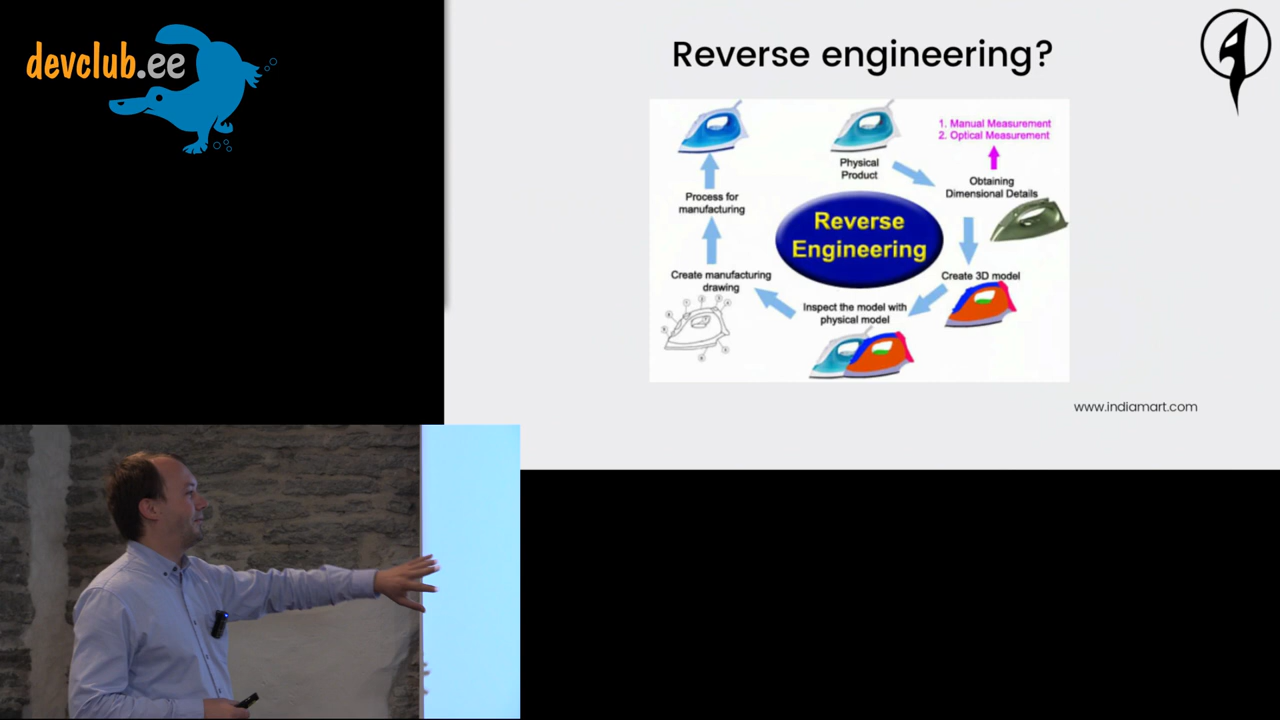 devclub.ee
Reverse engineering?
1. Manual Measurement
2. Optical Measurement
Physical
Product
Obtaining
Dimensional Details
Process for
manufacturing
Reverse
Engineering
Create manufacturing
drawing
Create 3D model
Inspect the model with
physical model
www.indiamart.com